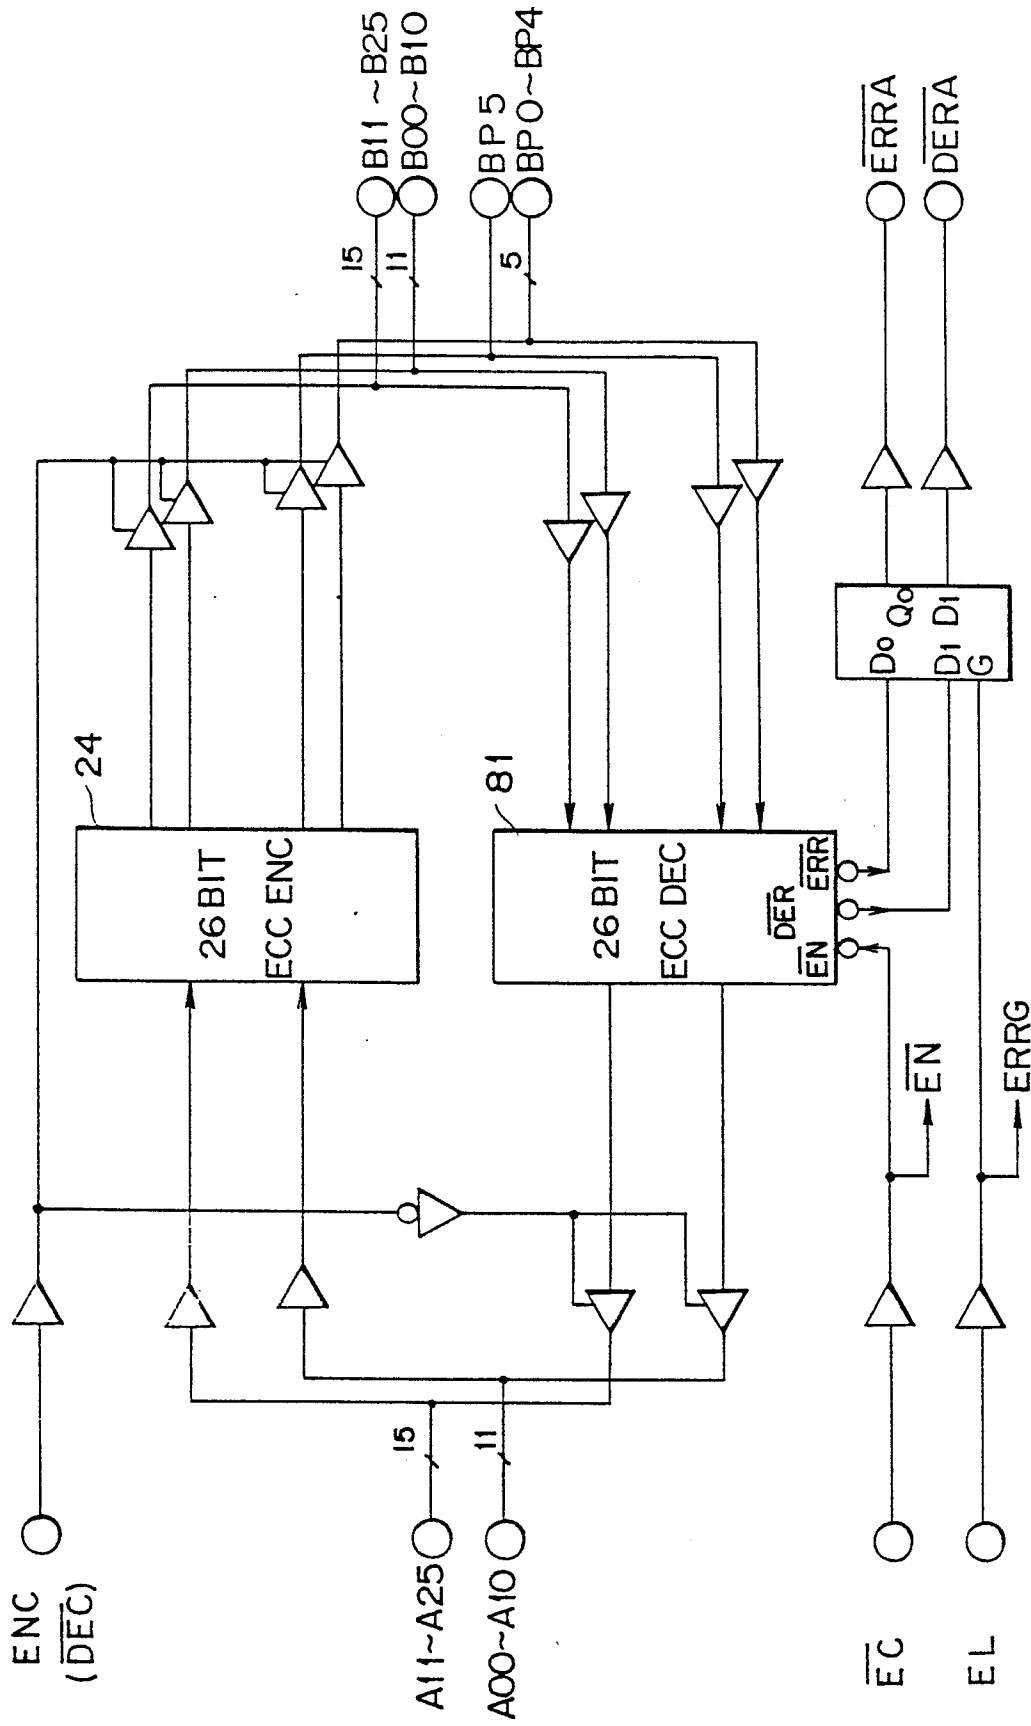 ENC
(DEC)
A11~A25
A00~A10
EC
EL
15
11
24
26 BIT
ECC ENC
81
26 BIT
ECC DEC
EN
DER
ERR
EN
ERRG
D0
Q0
D1
D1
G
15
11
5
B11~B25
B00~B10
BP5
BP0~BP4
ERRA
DERA